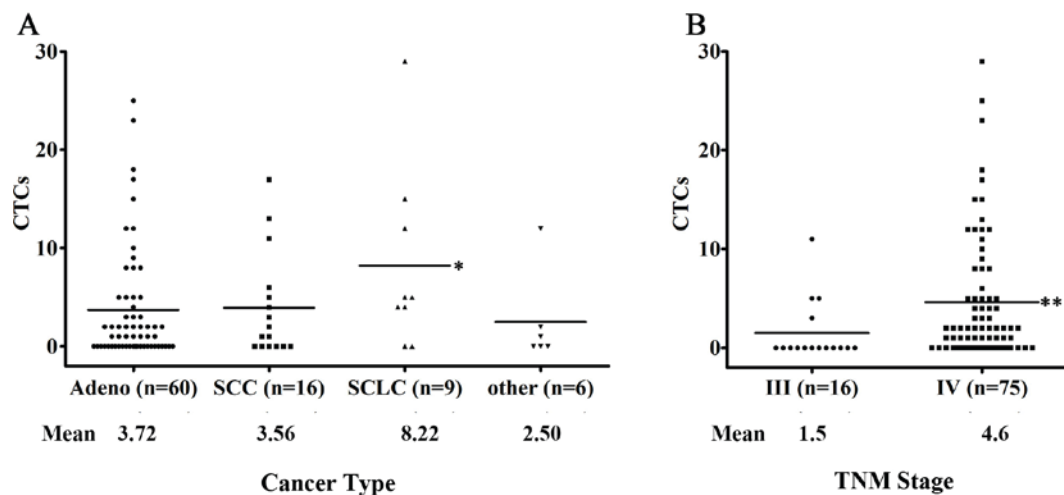 A
30
20
10
0
CTCs
*
Adeno (n=60) SCC (n=16) SCLC (n=9) other (n=6)
Mean 3.72 3.56 8.22 2.50
Cancer Type
B
30
20
10
0
CTCs
**
III (n=16) IV (n=75)
Mean 1.5 4.6
TNM Stage